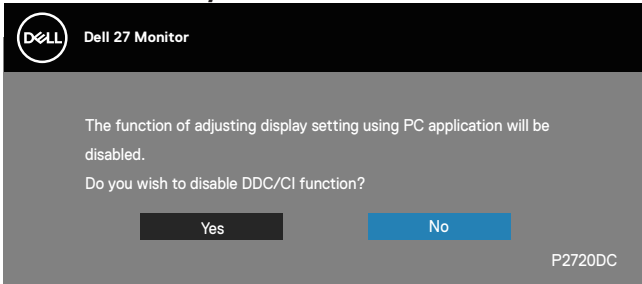 DELL
Dell 27 Monitor
The function of adjusting display setting using PC application will be
disabled.
Do you wish to disable DDC/CI function?
Yes
No
P2720DC